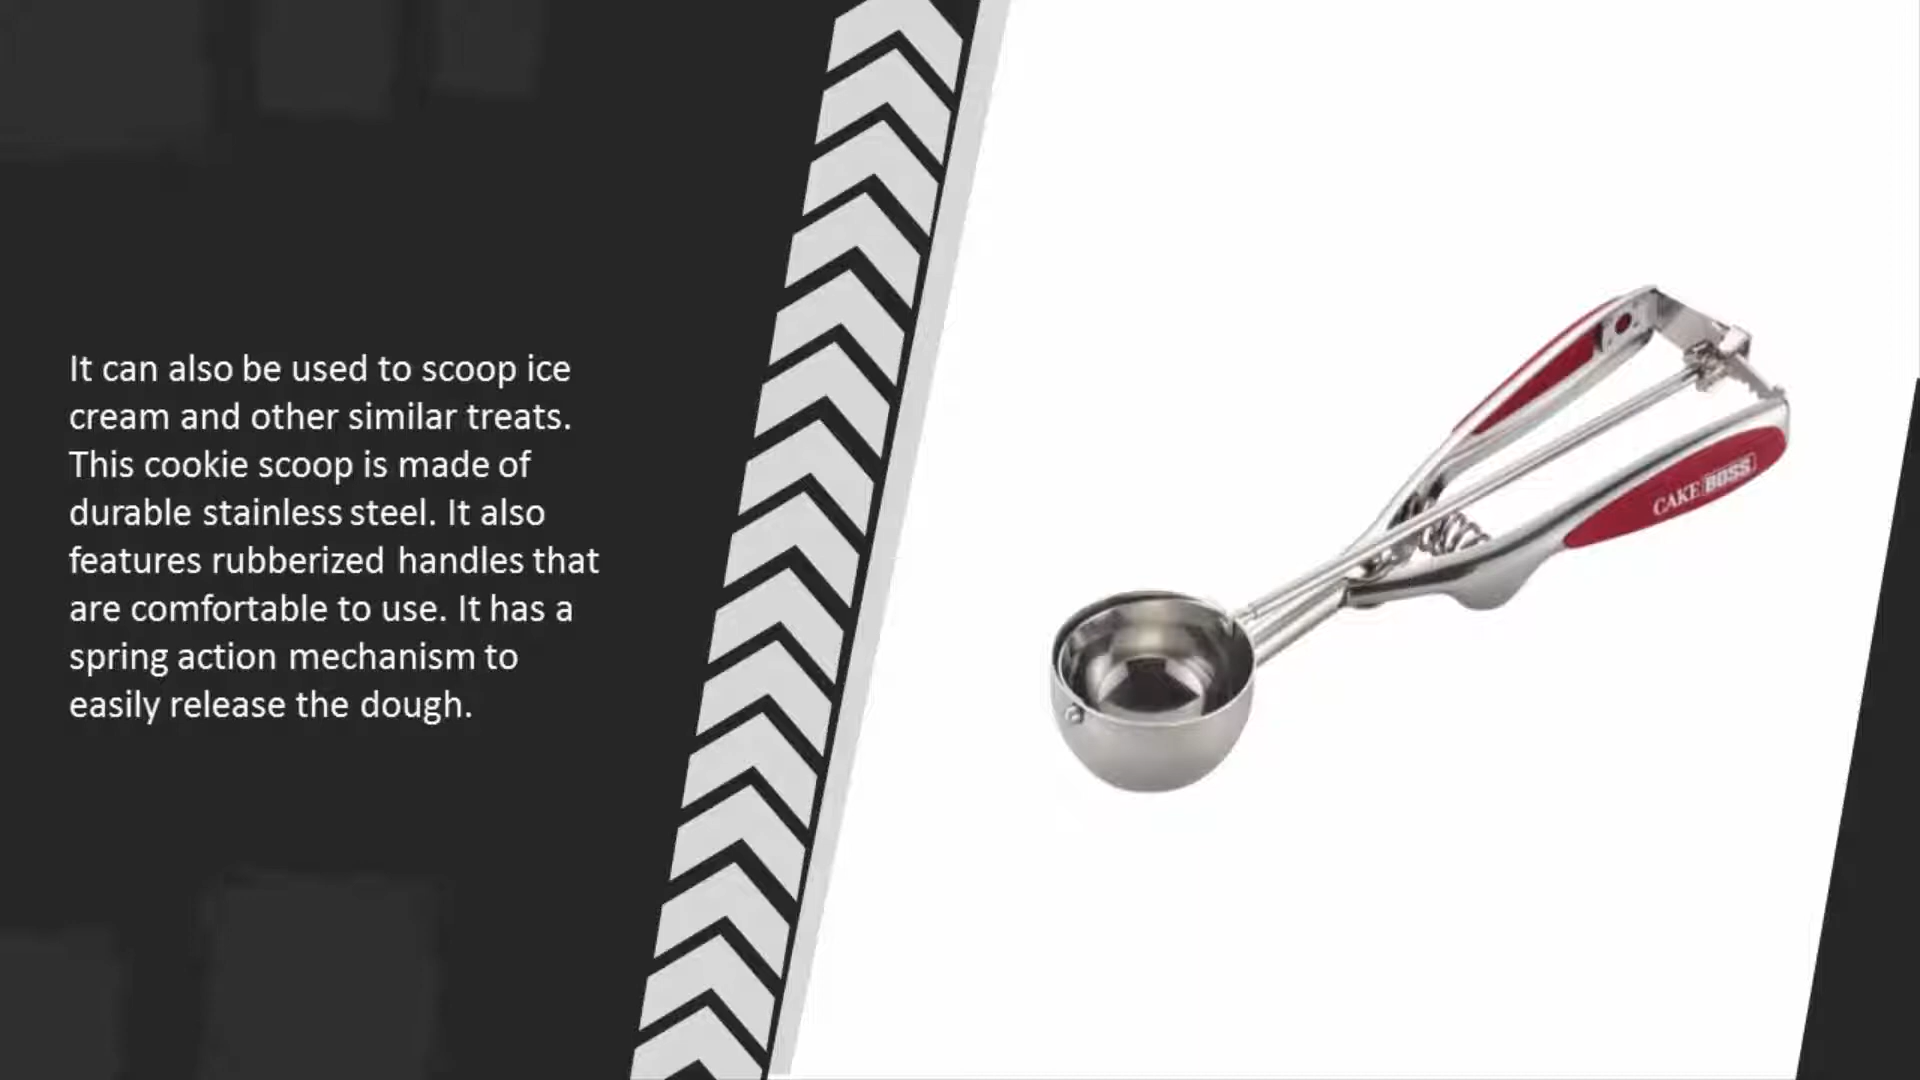 It can also be used to scoop ice
cream and other similar treats.
This cookie scoop is made of
durable stainless steel. It also
features rubberized handles that
are comfortable to use. It has a
spring action mechanism to
easily release the dough.
CAKE BOSS